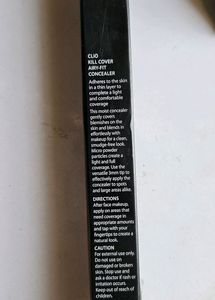 CLIO
KILL COVER
AIRY-FIT
CONCEALER
Adheres to the skin
in a thin layer to
complete a light
and comfortable
coverage
This moist concealer
gently covers
blemishes on the skin
and blends in
effortlessly with
makeup for a clean,
smudge-free look.
Micro powder
particles create a
light and full
coverage. Use the
versatile 5mm tip to
effectively apply the
concealer to spots
and large areas alike.
DIRECTIONS
After face makeup,
apply on areas that
need coverage in
appropriate amounts
and tap with your
fingertips to create a
natural look.
CAUTION
For external use only.
Do not use on
damaged or broken
skin. Stop use and
ask a doctor if rash or
irritation occurs.
Keep out of reach of
children.